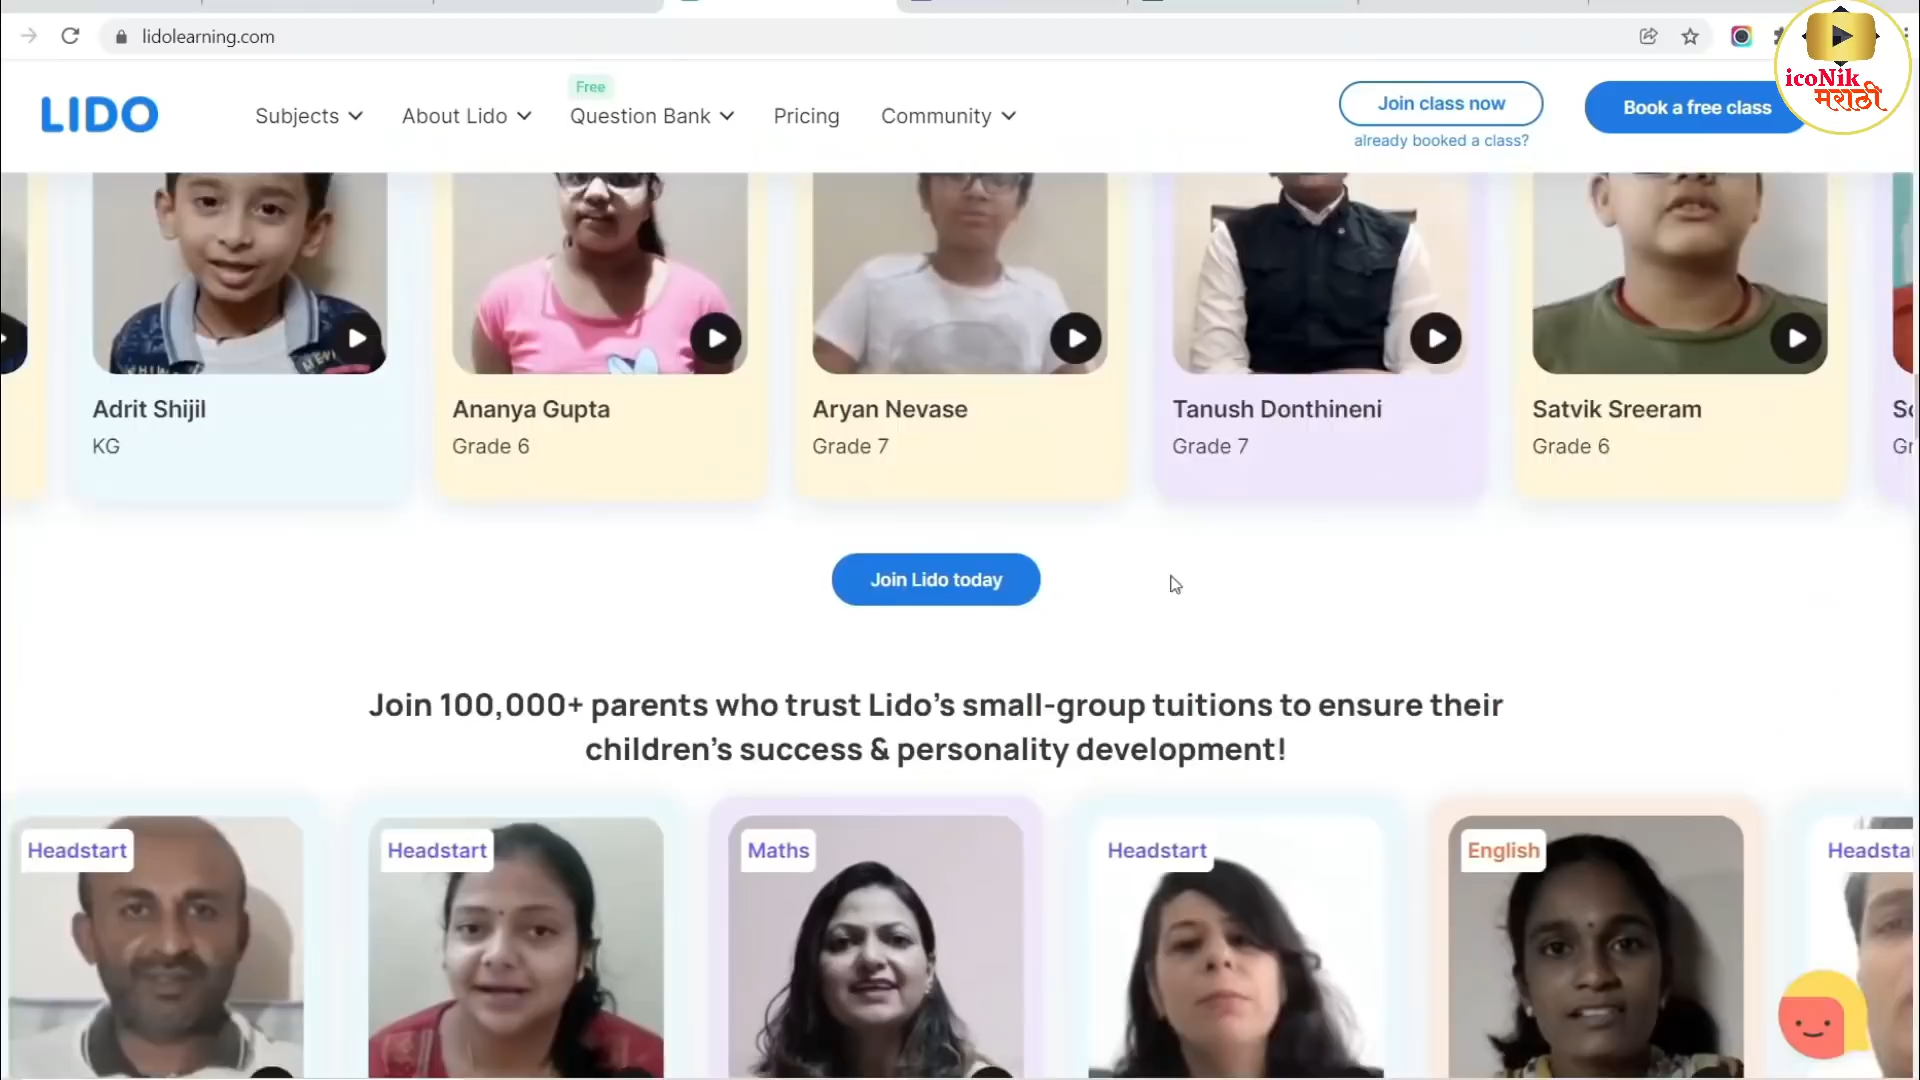 lidolearning.com
icoNik
मराठी
LIDO
Subjects
About Lido
Free
Question Bank
Pricing
Community
Join class now
already booked a class?
Book a free class
Adrit Shijil
KG
Ananya Gupta
Grade 6
Aryan Nevase
Grade 7
Tanush Donthineni
Grade 7
Satvik Sreeram
Grade 6
Join Lido today
Join 100,000+ parents who trust Lido's small-group tuitions to ensure their
children's success & personality development!
Headstart
Headstart
Maths
Headstart
English